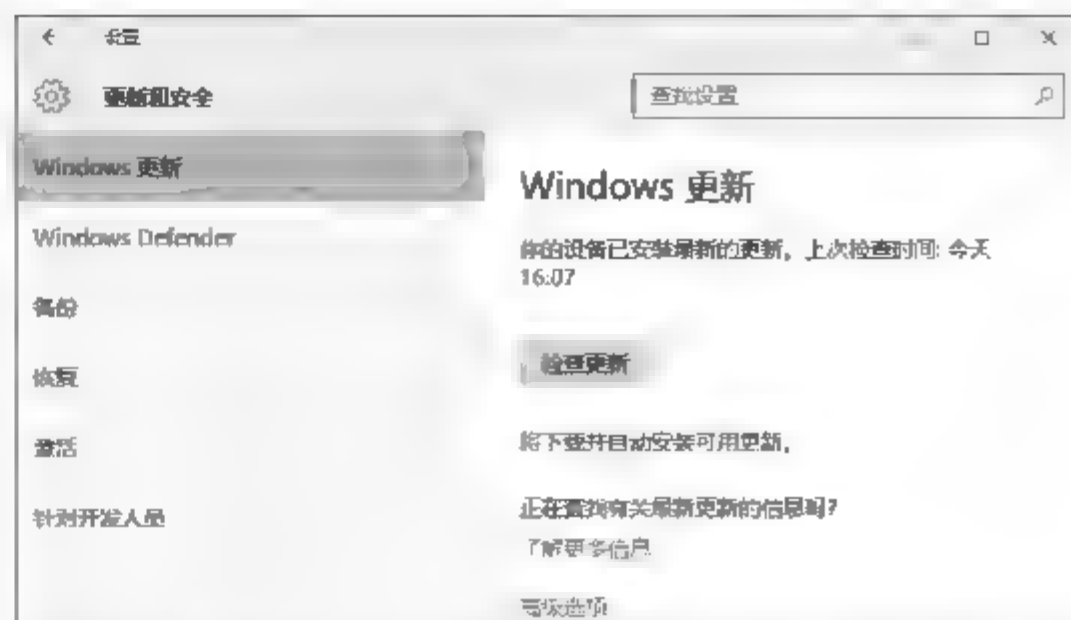 设置
更新和安全
查找设置
Windows 更新
Windows Defender
备份
恢复
激活
针对开发人员
Windows 更新
你的设备已安装最新的更新。上次检查时间: 今天
16:07
检查更新
将下载并自动安装可用更新。
正在查找有关最新更新的信息吗?
了解更多信息
高级选项